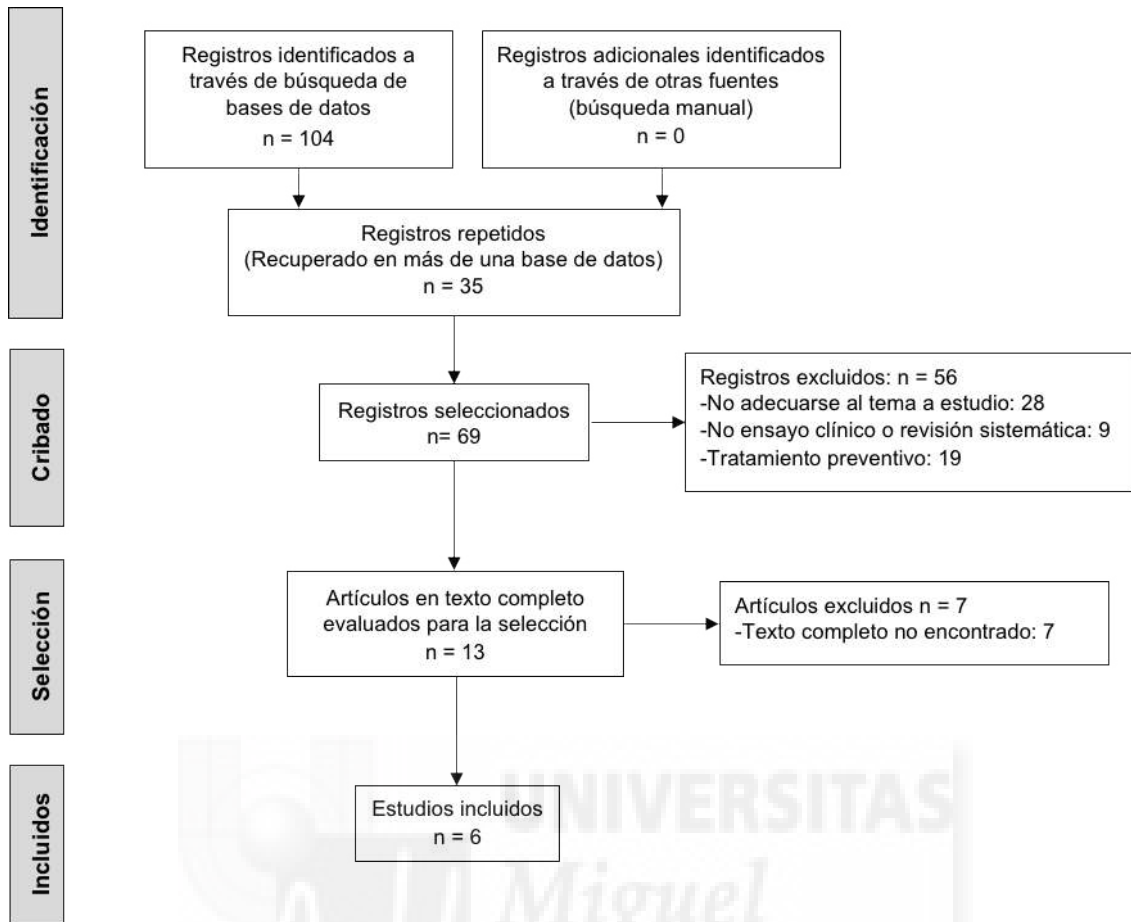 Identificación
Registros identificados a
través de búsqueda de
bases de datos
n = 104
Registros adicionales identificados
a través de otras fuentes
(búsqueda manual)
n = 0
Registros repetidos
(Recuperado en más de una base de datos)
n = 35
Cribado
Registros seleccionados
n= 69
Registros excluidos: n = 56
-No adecuarse al tema a estudio: 28
-No ensayo clínico o revisión sistemática: 9
-Tratamiento preventivo: 19
Selección
Artículos en texto completo
evaluados para la selección
n = 13
Artículos excluidos n = 7
-Texto completo no encontrado: 7
Incluidos
Estudios incluidos
n = 6
UNIVERSITAS
Miguel